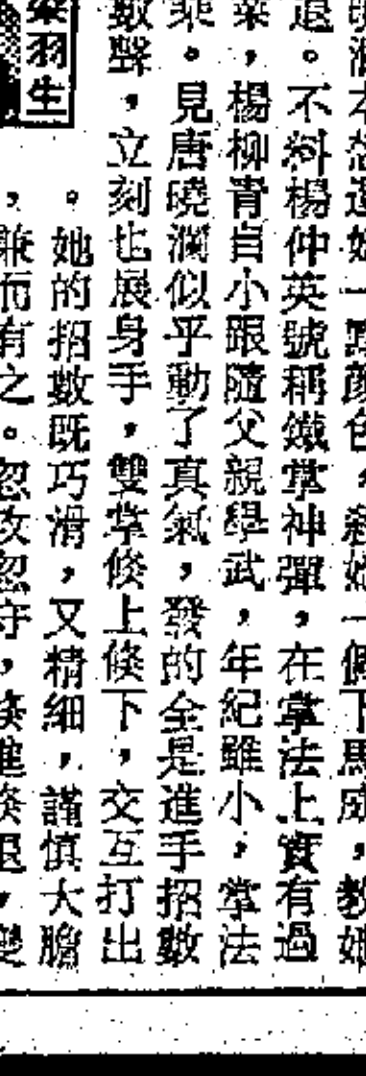 一點顏色，給她一個下馬威，教她
退。不料楊仲英號稱鐵掌神彈，在掌法上實有過
，楊柳青自小跟隨父親學武，年紀雖小，掌法
乘。見唐曉瀾似乎動了真氣，發的全是進手招數
數聲，立刻也展身手，雙掌倏上倏下，交互打出
。她的招數既巧滑，又精細，謹慎大膽
，兼而有之。忽攻忽守，倏進倏退，變
梁羽生